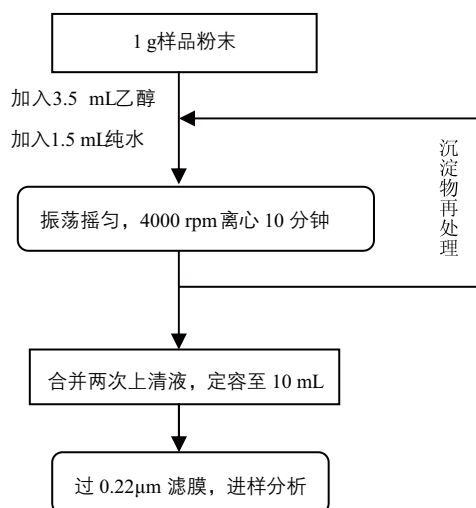 1 g样品粉末
加入3.5 mL乙醇
加入1.5 mL纯水
沉淀物再处理
振荡摇匀，4000 rpm 离心 10 分钟
合并两次上清液，定容至 10 mL
过 0.22μm 滤膜，进样分析